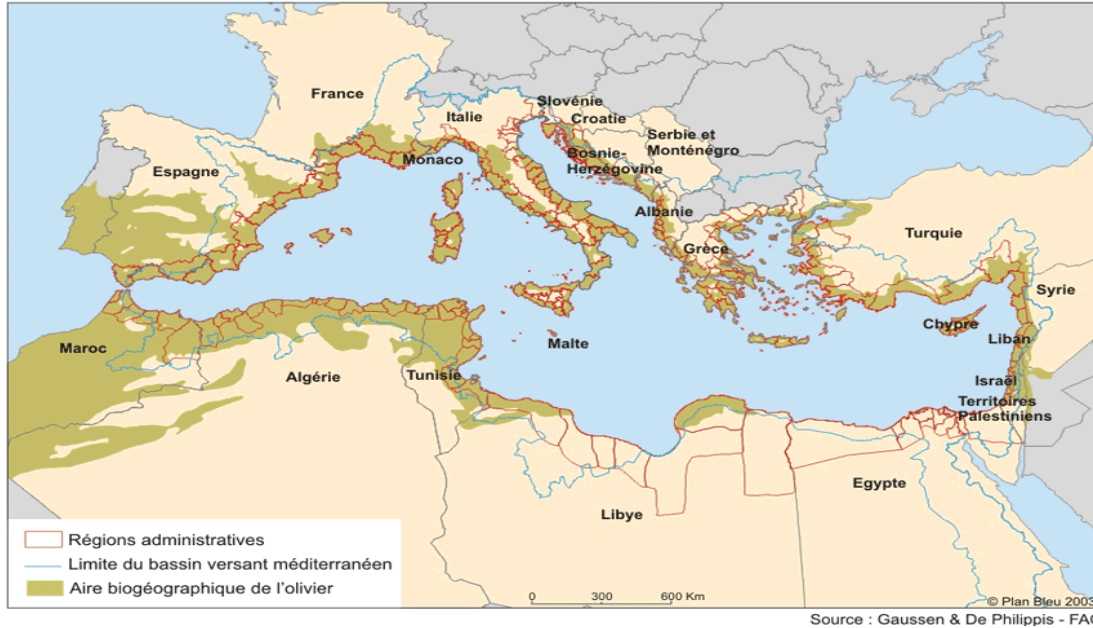 France
Slovénie
Italie
Croatie
Serbie et
Monténégro
Monaco
Bosnie-
Herzégovine
Espagne
Albanie
Grèce
Turquie
Syrie
Chypre
Liban
Malte
Maroc
Algérie
Tunisie
Israël
Territoires
Palestiniens
Egypte
Libye
Régions administratives
Limite du bassin versant méditerranéen
Aire biogéographique de l'olivier
0 300 600 Km
© Plan Bleu 2003
Source : Gaussen & De Philippis - FAO